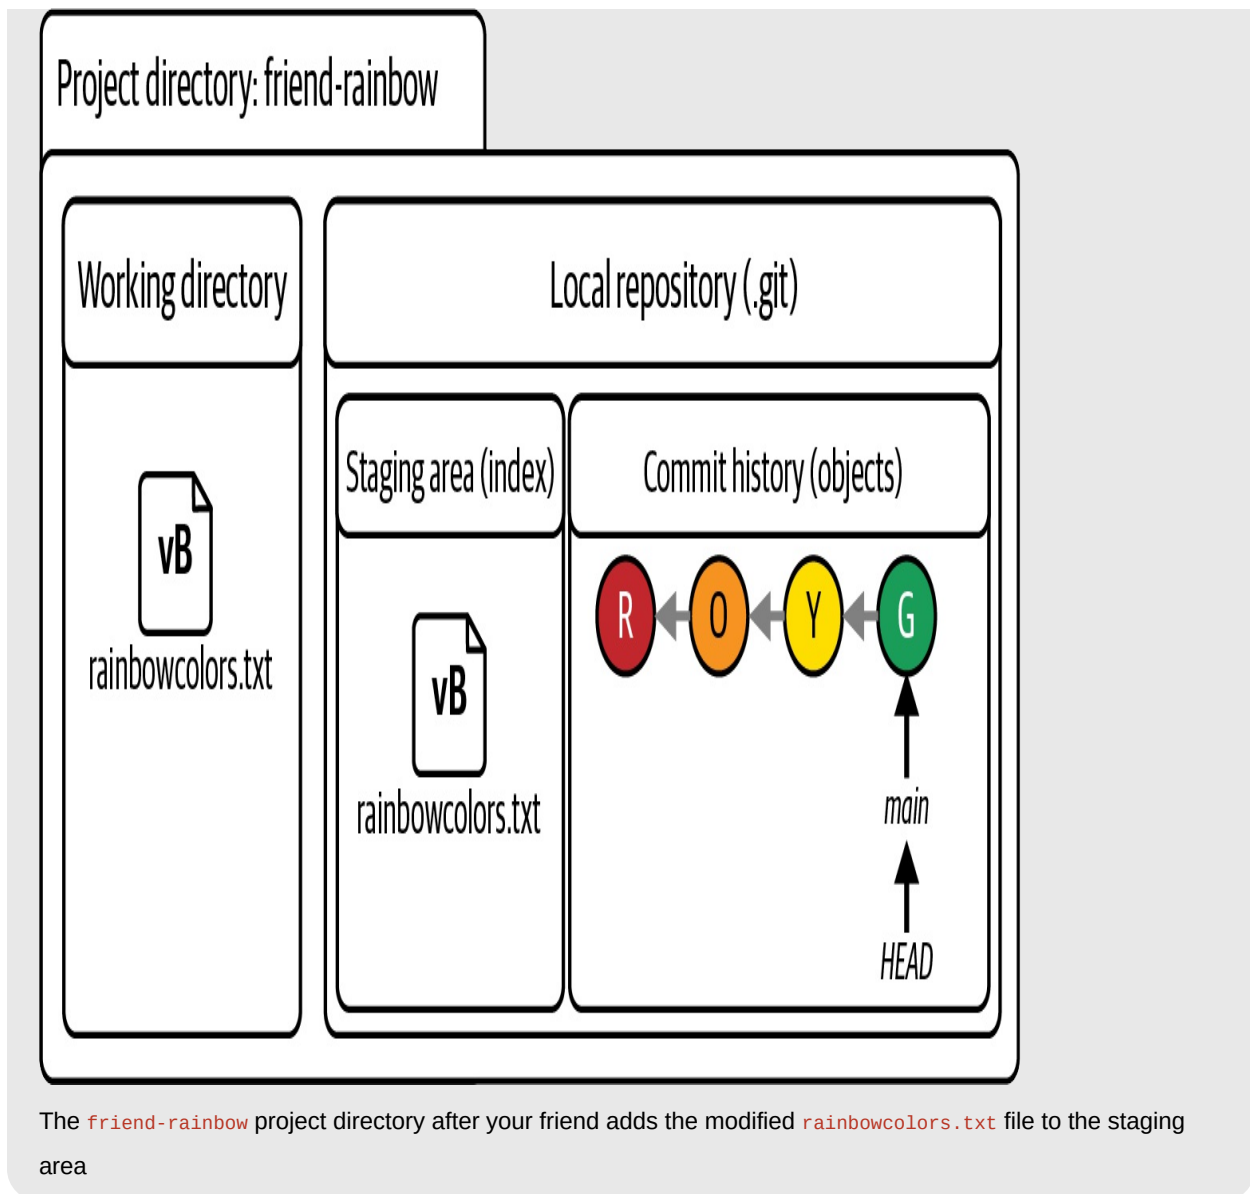 Project directory: friend-rainbow
Working directory
Local repository (.git)
Staging area (index)
Commit history (objects)
vB
rainbowcolors.txt
vB
rainbowcolors.txt
R
O
Y
G
main
HEAD
The friend-rainbow project directory after your friend adds the modified rainbowcolors.txt file to the staging
area